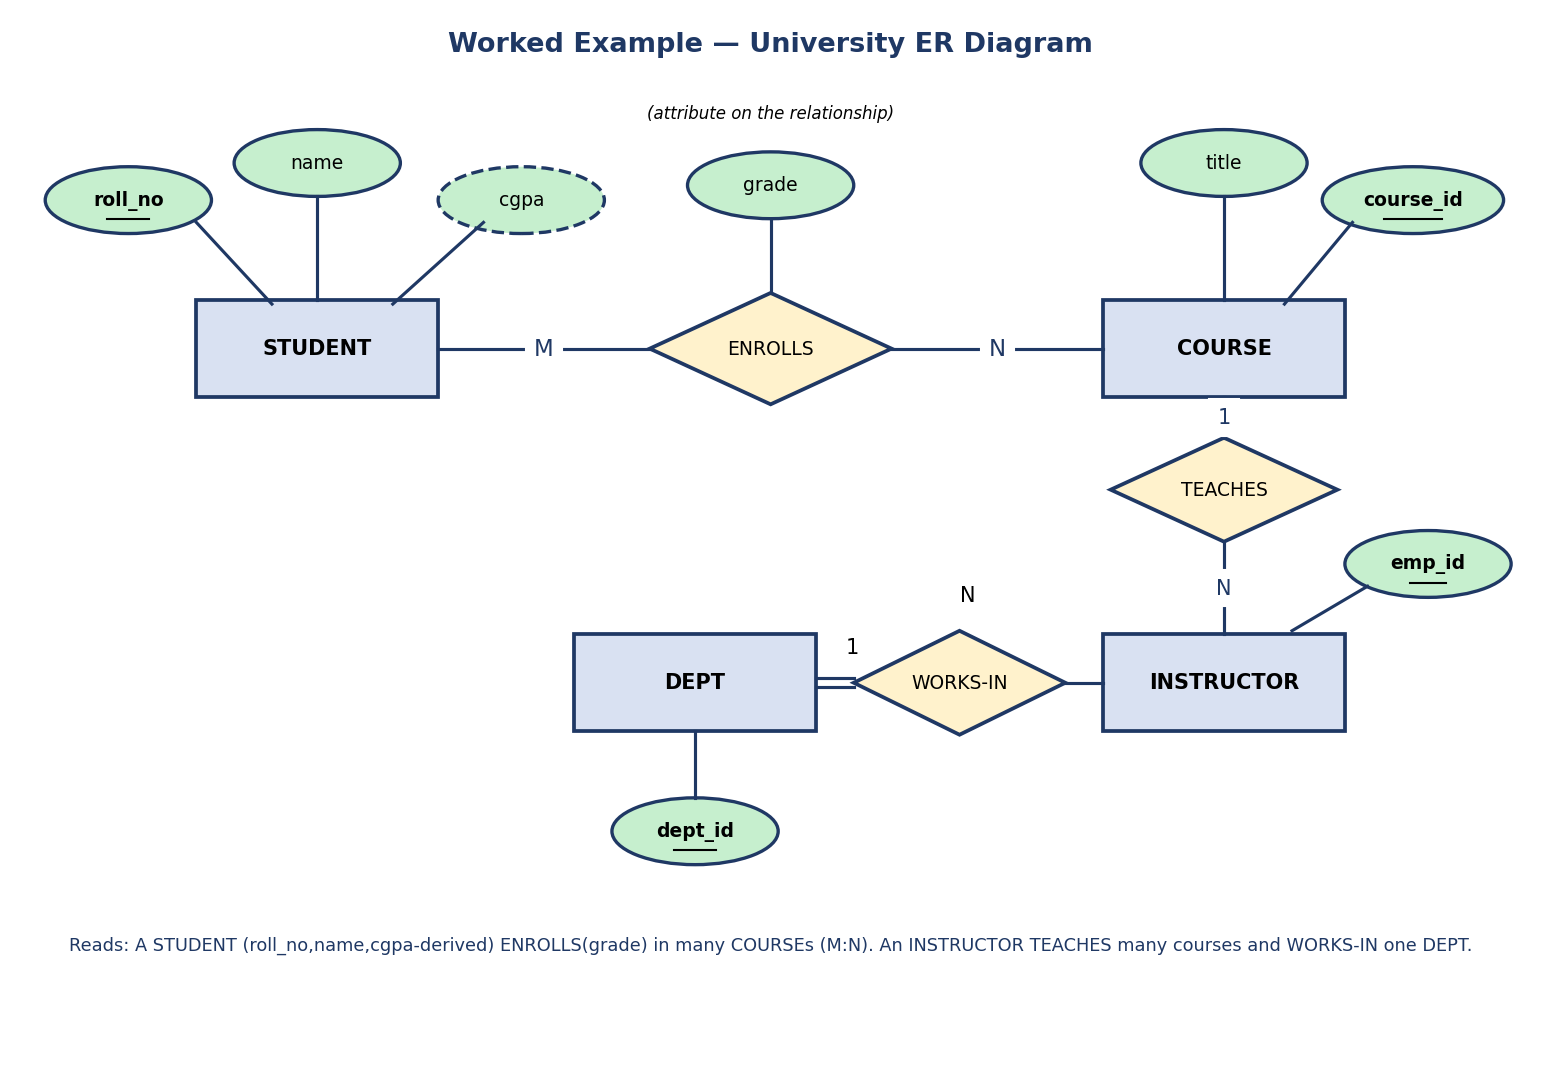 Worked Example — University ER Diagram
(attribute on the relationship)
name
title
grade
roll_no
cgpa
course_id
STUDENT
M
ENROLLS
N
COURSE
1
TEACHES
emp_id
N
N
1
DEPT
WORKS-IN
INSTRUCTOR
dept_id
Reads: A STUDENT (roll_no,name,cgpa-derived) ENROLLS(grade) in many COURSEs (M:N). An INSTRUCTOR TEACHES many courses and WORKS-IN one DEPT.